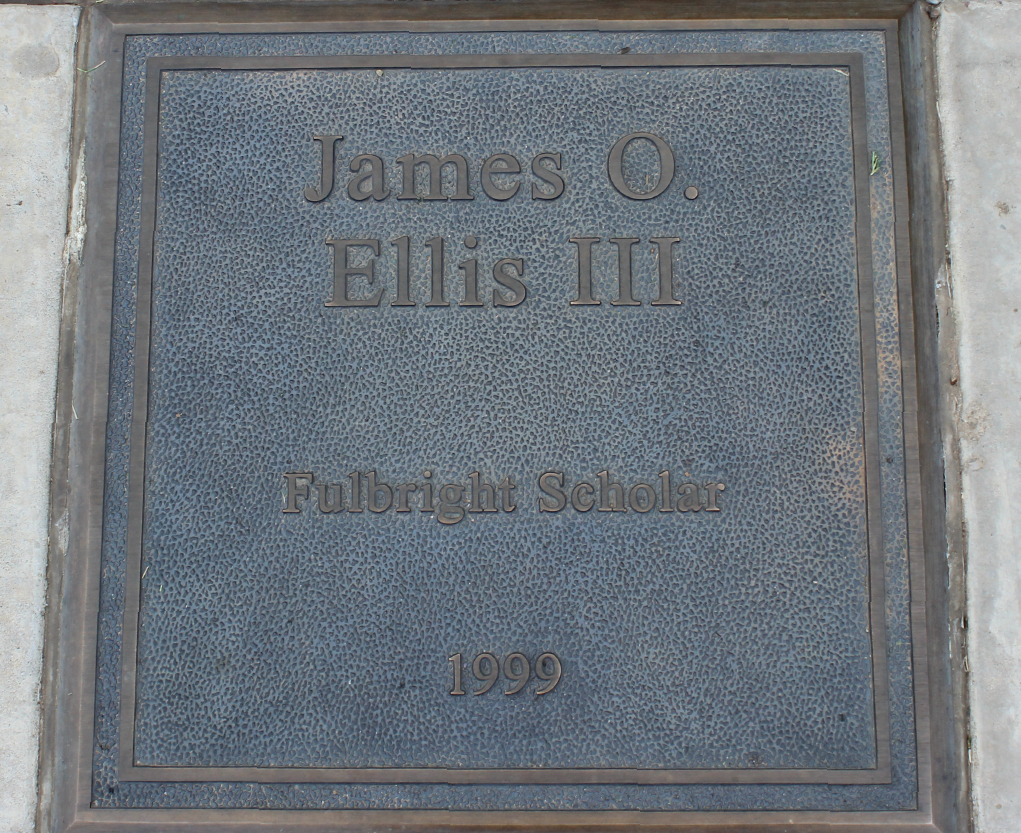 James O.
Ellis III
Fulbright Scholar
1999